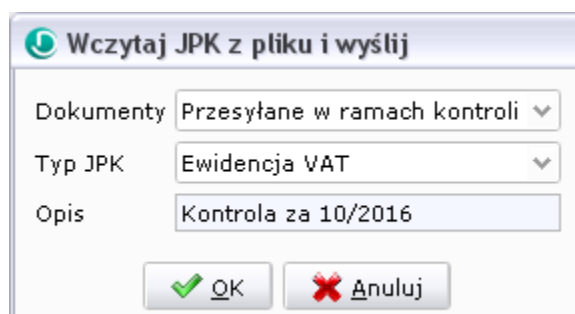 Wczytaj JPK z pliku i wyślij
Dokumenty Przesyłane w ramach kontroli
Typ JPK Ewidencja VAT
Opis Kontrola za 10/2016
OK Anuluj